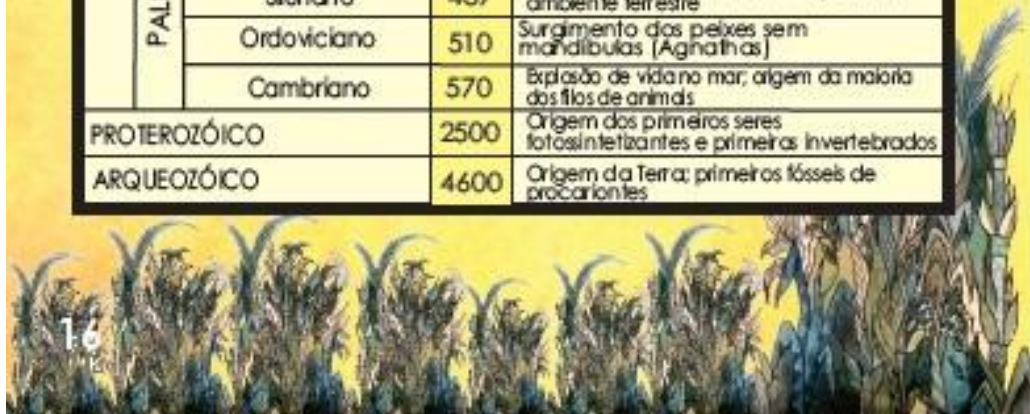 ambiente terrestre
PAL
Ordoviciano 510 Surgimento dos peixes sem
mandíbulas (Agnathas)
Cambriano 570 Explosão de vida no mar; origem da maioria
dos filos de animais
PROTEROZÓICO 2500 Origem dos primeiros seres
fotossintetizantes e primeiros invertebrados
ARQUEOZÓICO 4600 Origem da Terra; primeiros fósseis de
procariontes
16